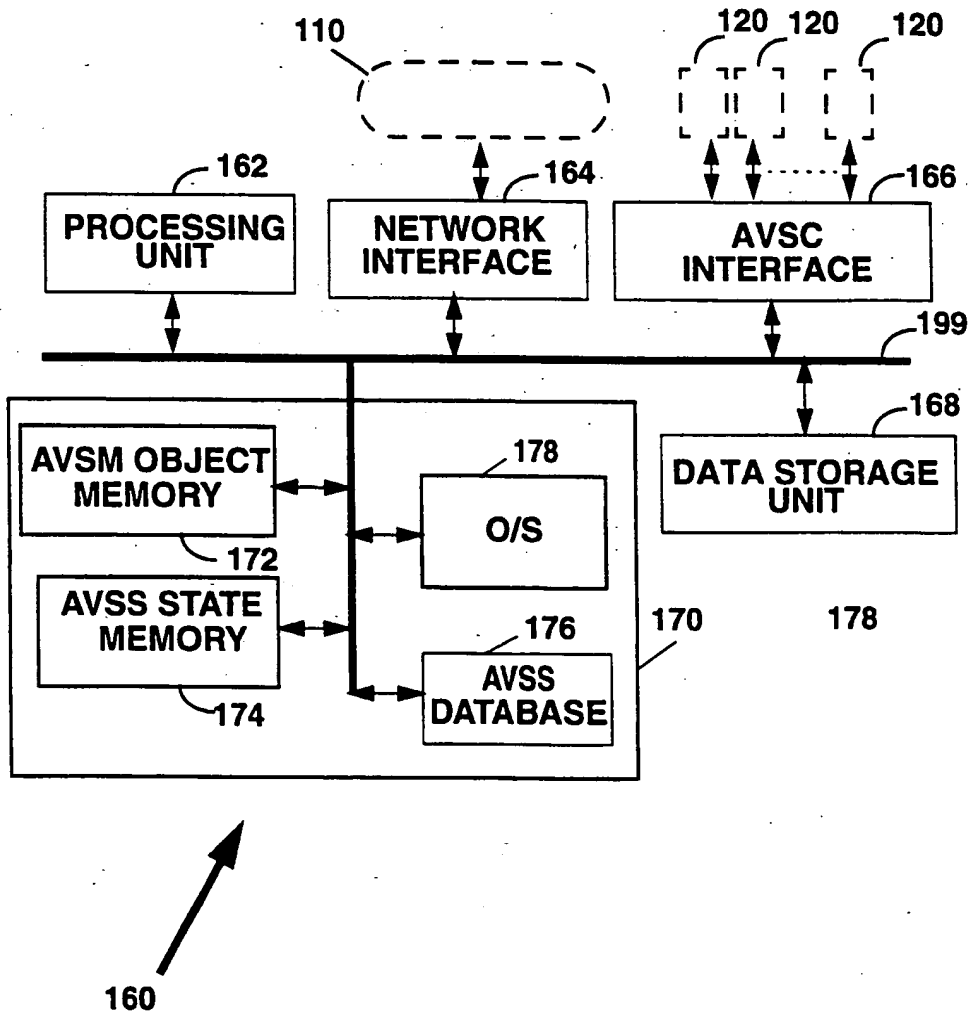 110
120 120 120
162
164
166
PROCESSING
UNIT
NETWORK
INTERFACE
AVSC
INTERFACE
199
168
AVSM OBJECT
MEMORY
178
O/S
DATA STORAGE
UNIT
172
AVSS STATE
MEMORY
176
170
178
AVSS
DATABASE
174
160